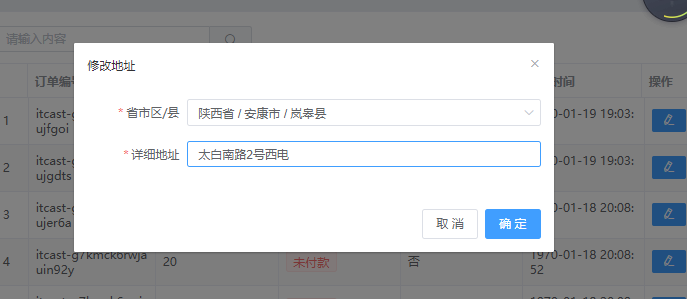 请输入内容
修改地址
订单编号
时间
操作
* 省市区/县
陕西省 / 安康市 / 岚皋县
1
itcast-g
ujfgoi
0-01-19 19:03:
* 详细地址
太白南路2号西电
2
itcast-g
ujgdts
0-01-19 19:03:
3
itcast-g
ujer6a
0-01-18 20:08:
取 消
确 定
4
itcast-g7kmck6rwja
uin92y
20
未付款
否
1970-01-18 20:08:
52